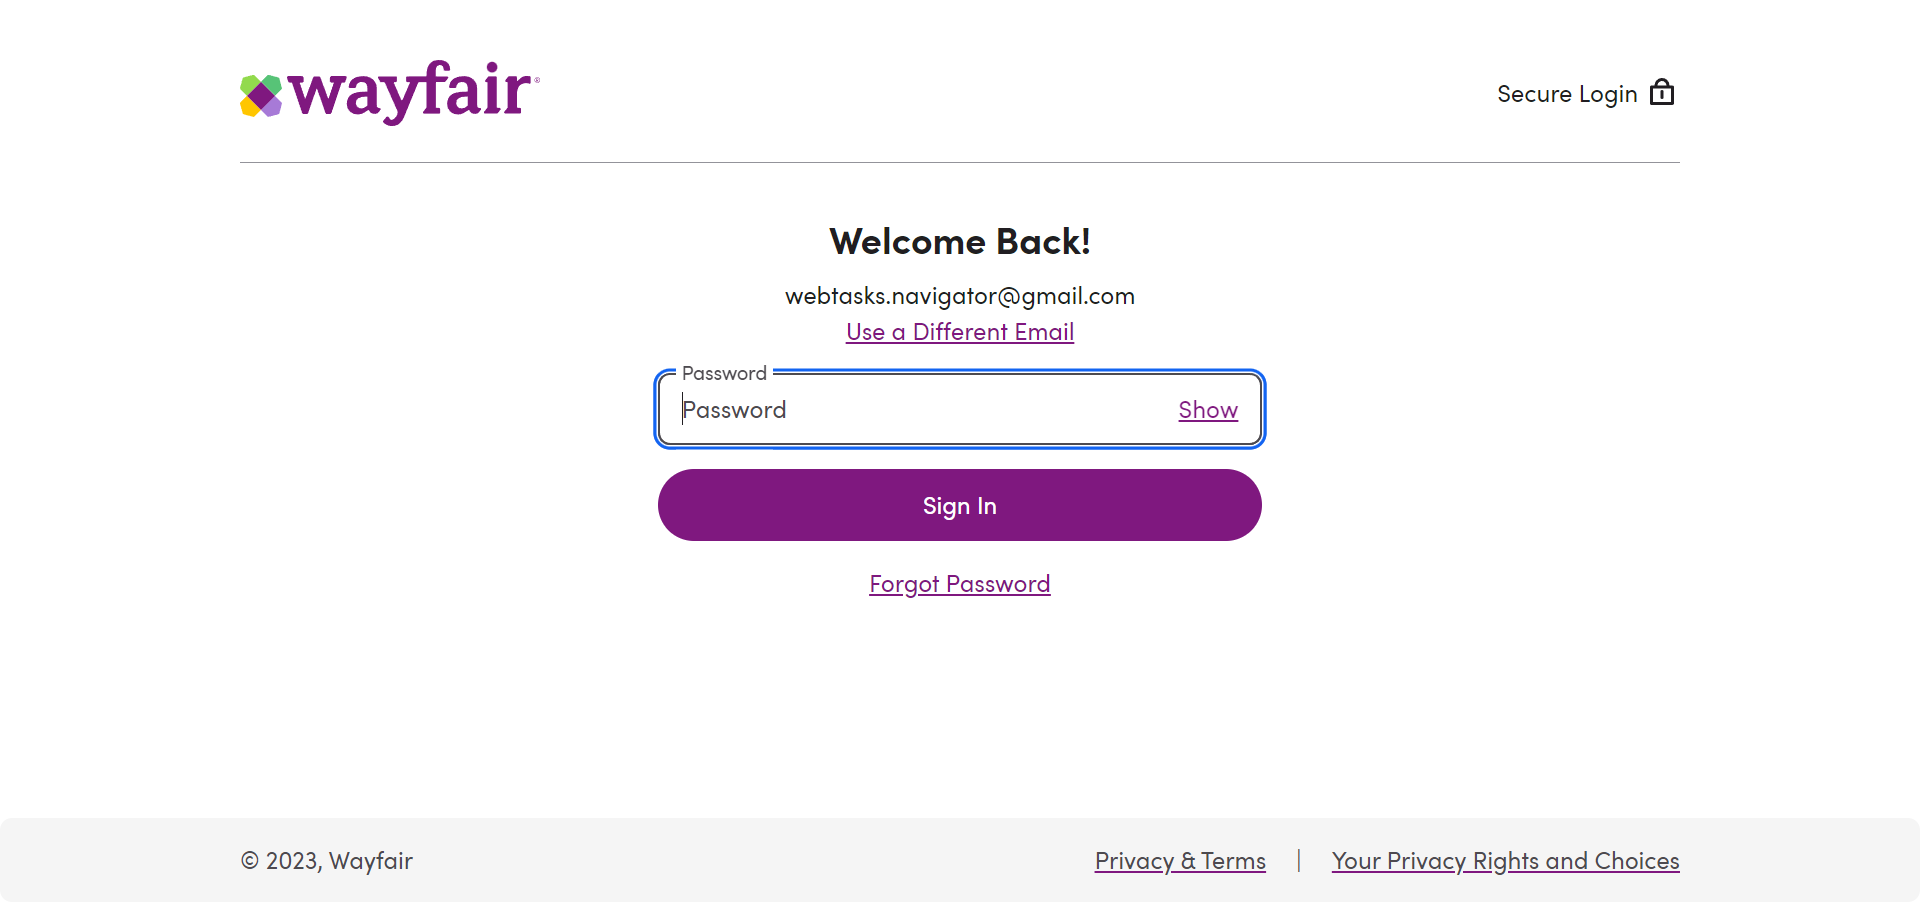 wayfair®
Secure Login
Welcome Back!
webtasks.navigator@gmail.com
Use a Different Email
Password
Password
Show
Sign In
Forgot Password
© 2023, Wayfair
Privacy & Terms | Your Privacy Rights and Choices